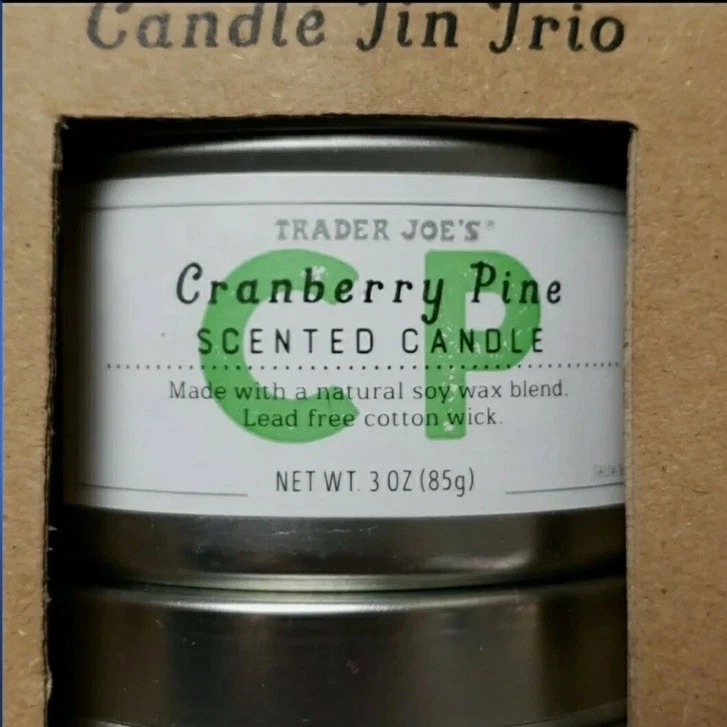 Candle Tin Trio
TRADER JOE'S®
CP
Cranberry Pine
SCENTED CANDLE
Made with a natural soy wax blend.
Lead free cotton wick.
NET WT. 3 OZ (85g)